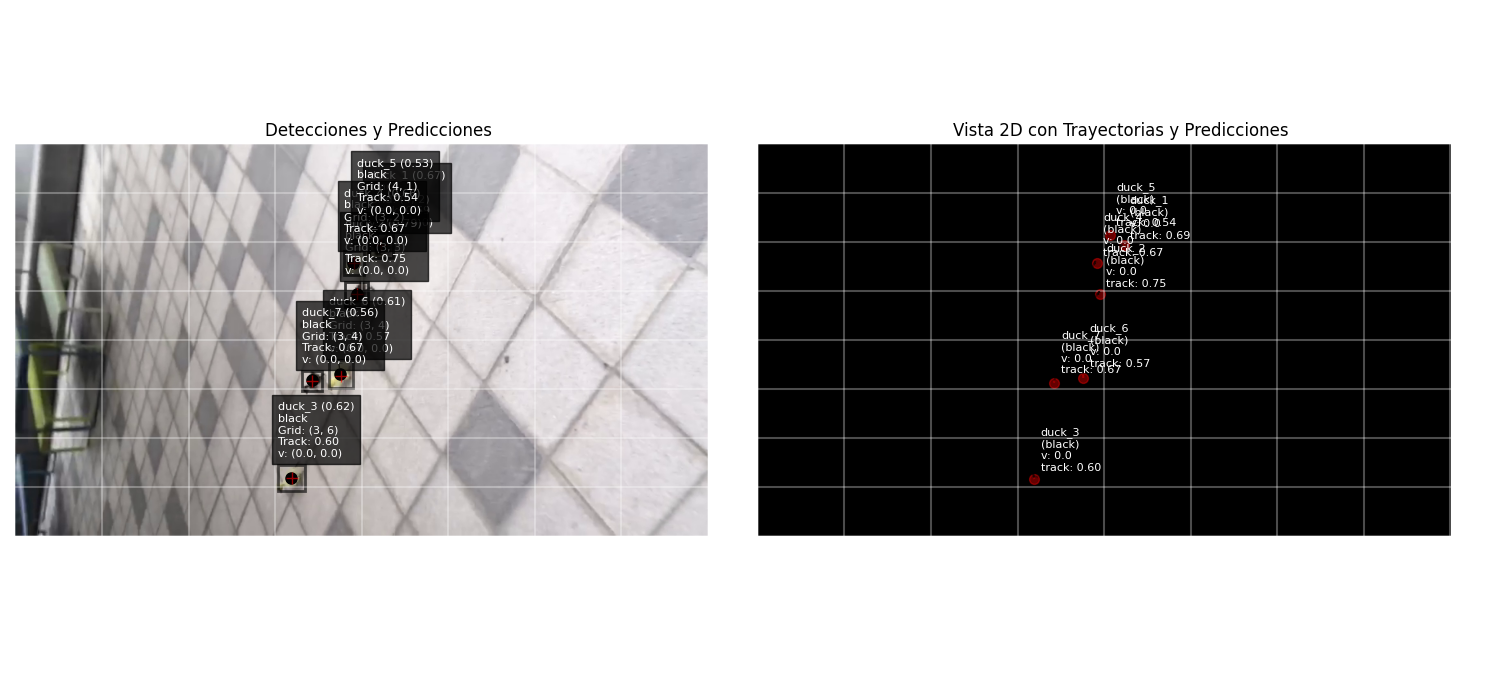 Detecciones y Predicciones
duck_5 (0.53)
black
Grid: (4, 1)
Track: 0.54
v: (0.0, 0.0)
Track: 0.67
v: (0.0, 0.0)
Track: 0.75
v: (0.0, 0.0)
duck_6 (0.61)
duck_7 (0.56)
black
Grid: (3, 4)
Track: 0.67
v: (0.0, 0.0)
duck_3 (0.62)
black
Grid: (3, 6)
Track: 0.60
v: (0.0, 0.0)
Vista 2D con Trayectorias y Predicciones
duck_5
(black)
duck_1
(black)
track: 0.69
track: 0.67
duck_2
(black)
v: 0.0
track: 0.75
duck_6
(black)
v: 0.0
track: 0.57
(black)
v: 0.0
track: 0.67
duck_3
(black)
v: 0.0
track: 0.60